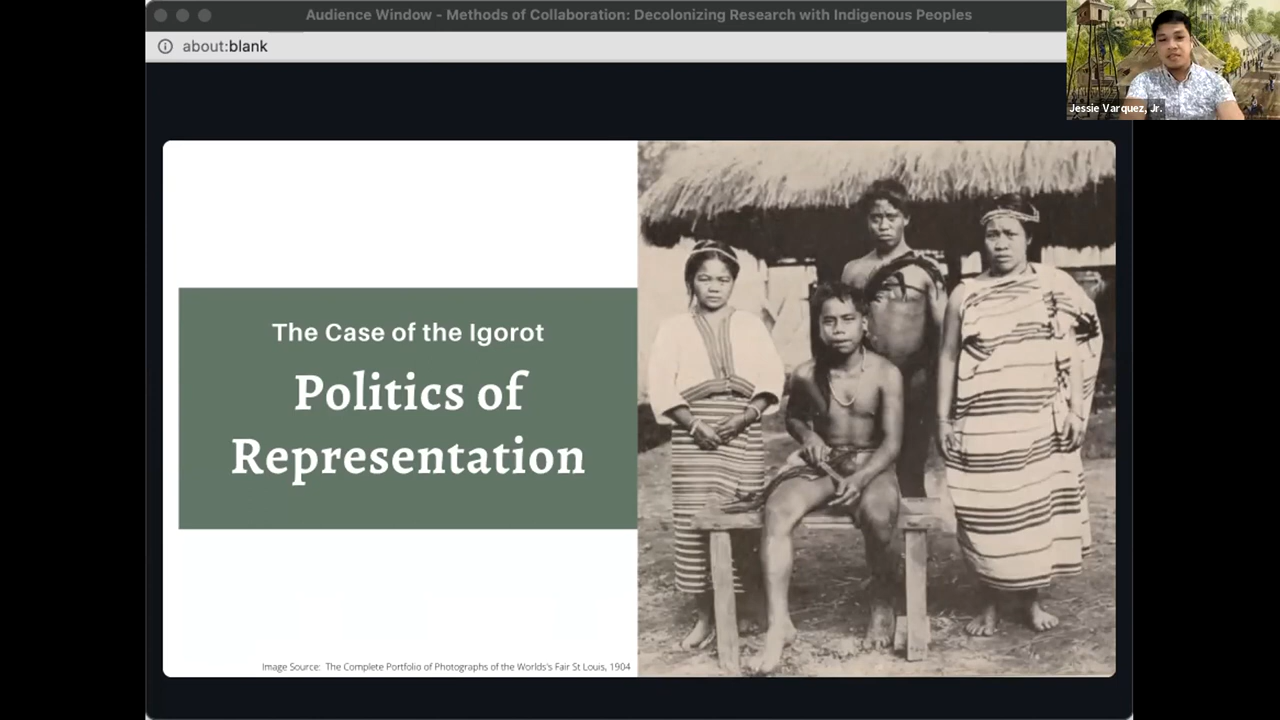 Audience Window - Methods of Collaboration: Decolonizing Research with Indigenous Peoples
about:blank
Jessie Varquez, Jr.
The Case of the Igorot
Politics of
Representation
Image Source: The Complete Portfolio of Photographs of the Worlds's Fair St Louis, 1904